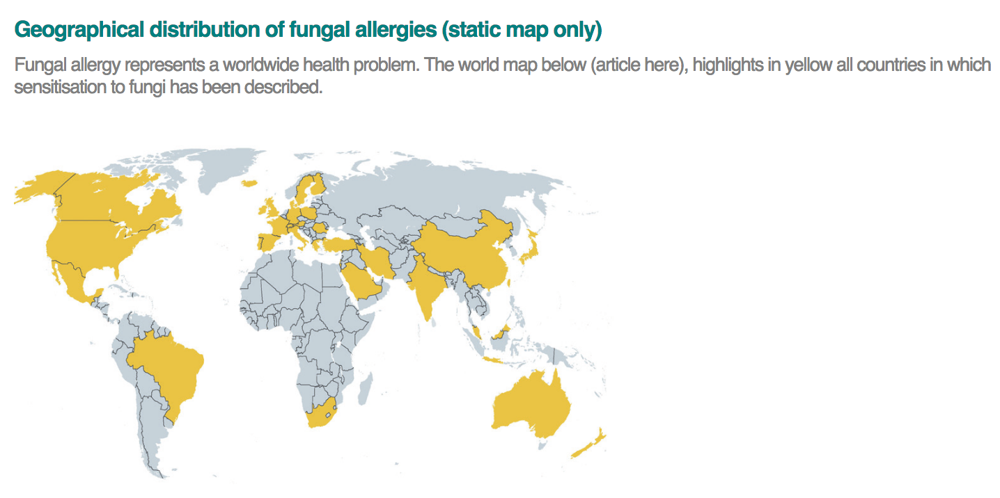 Geographical distribution of fungal allergies (static map only)
Fungal allergy represents a worldwide health problem. The world map below (article here), highlights in yellow all countries in which
sensitisation to fungi has been described.